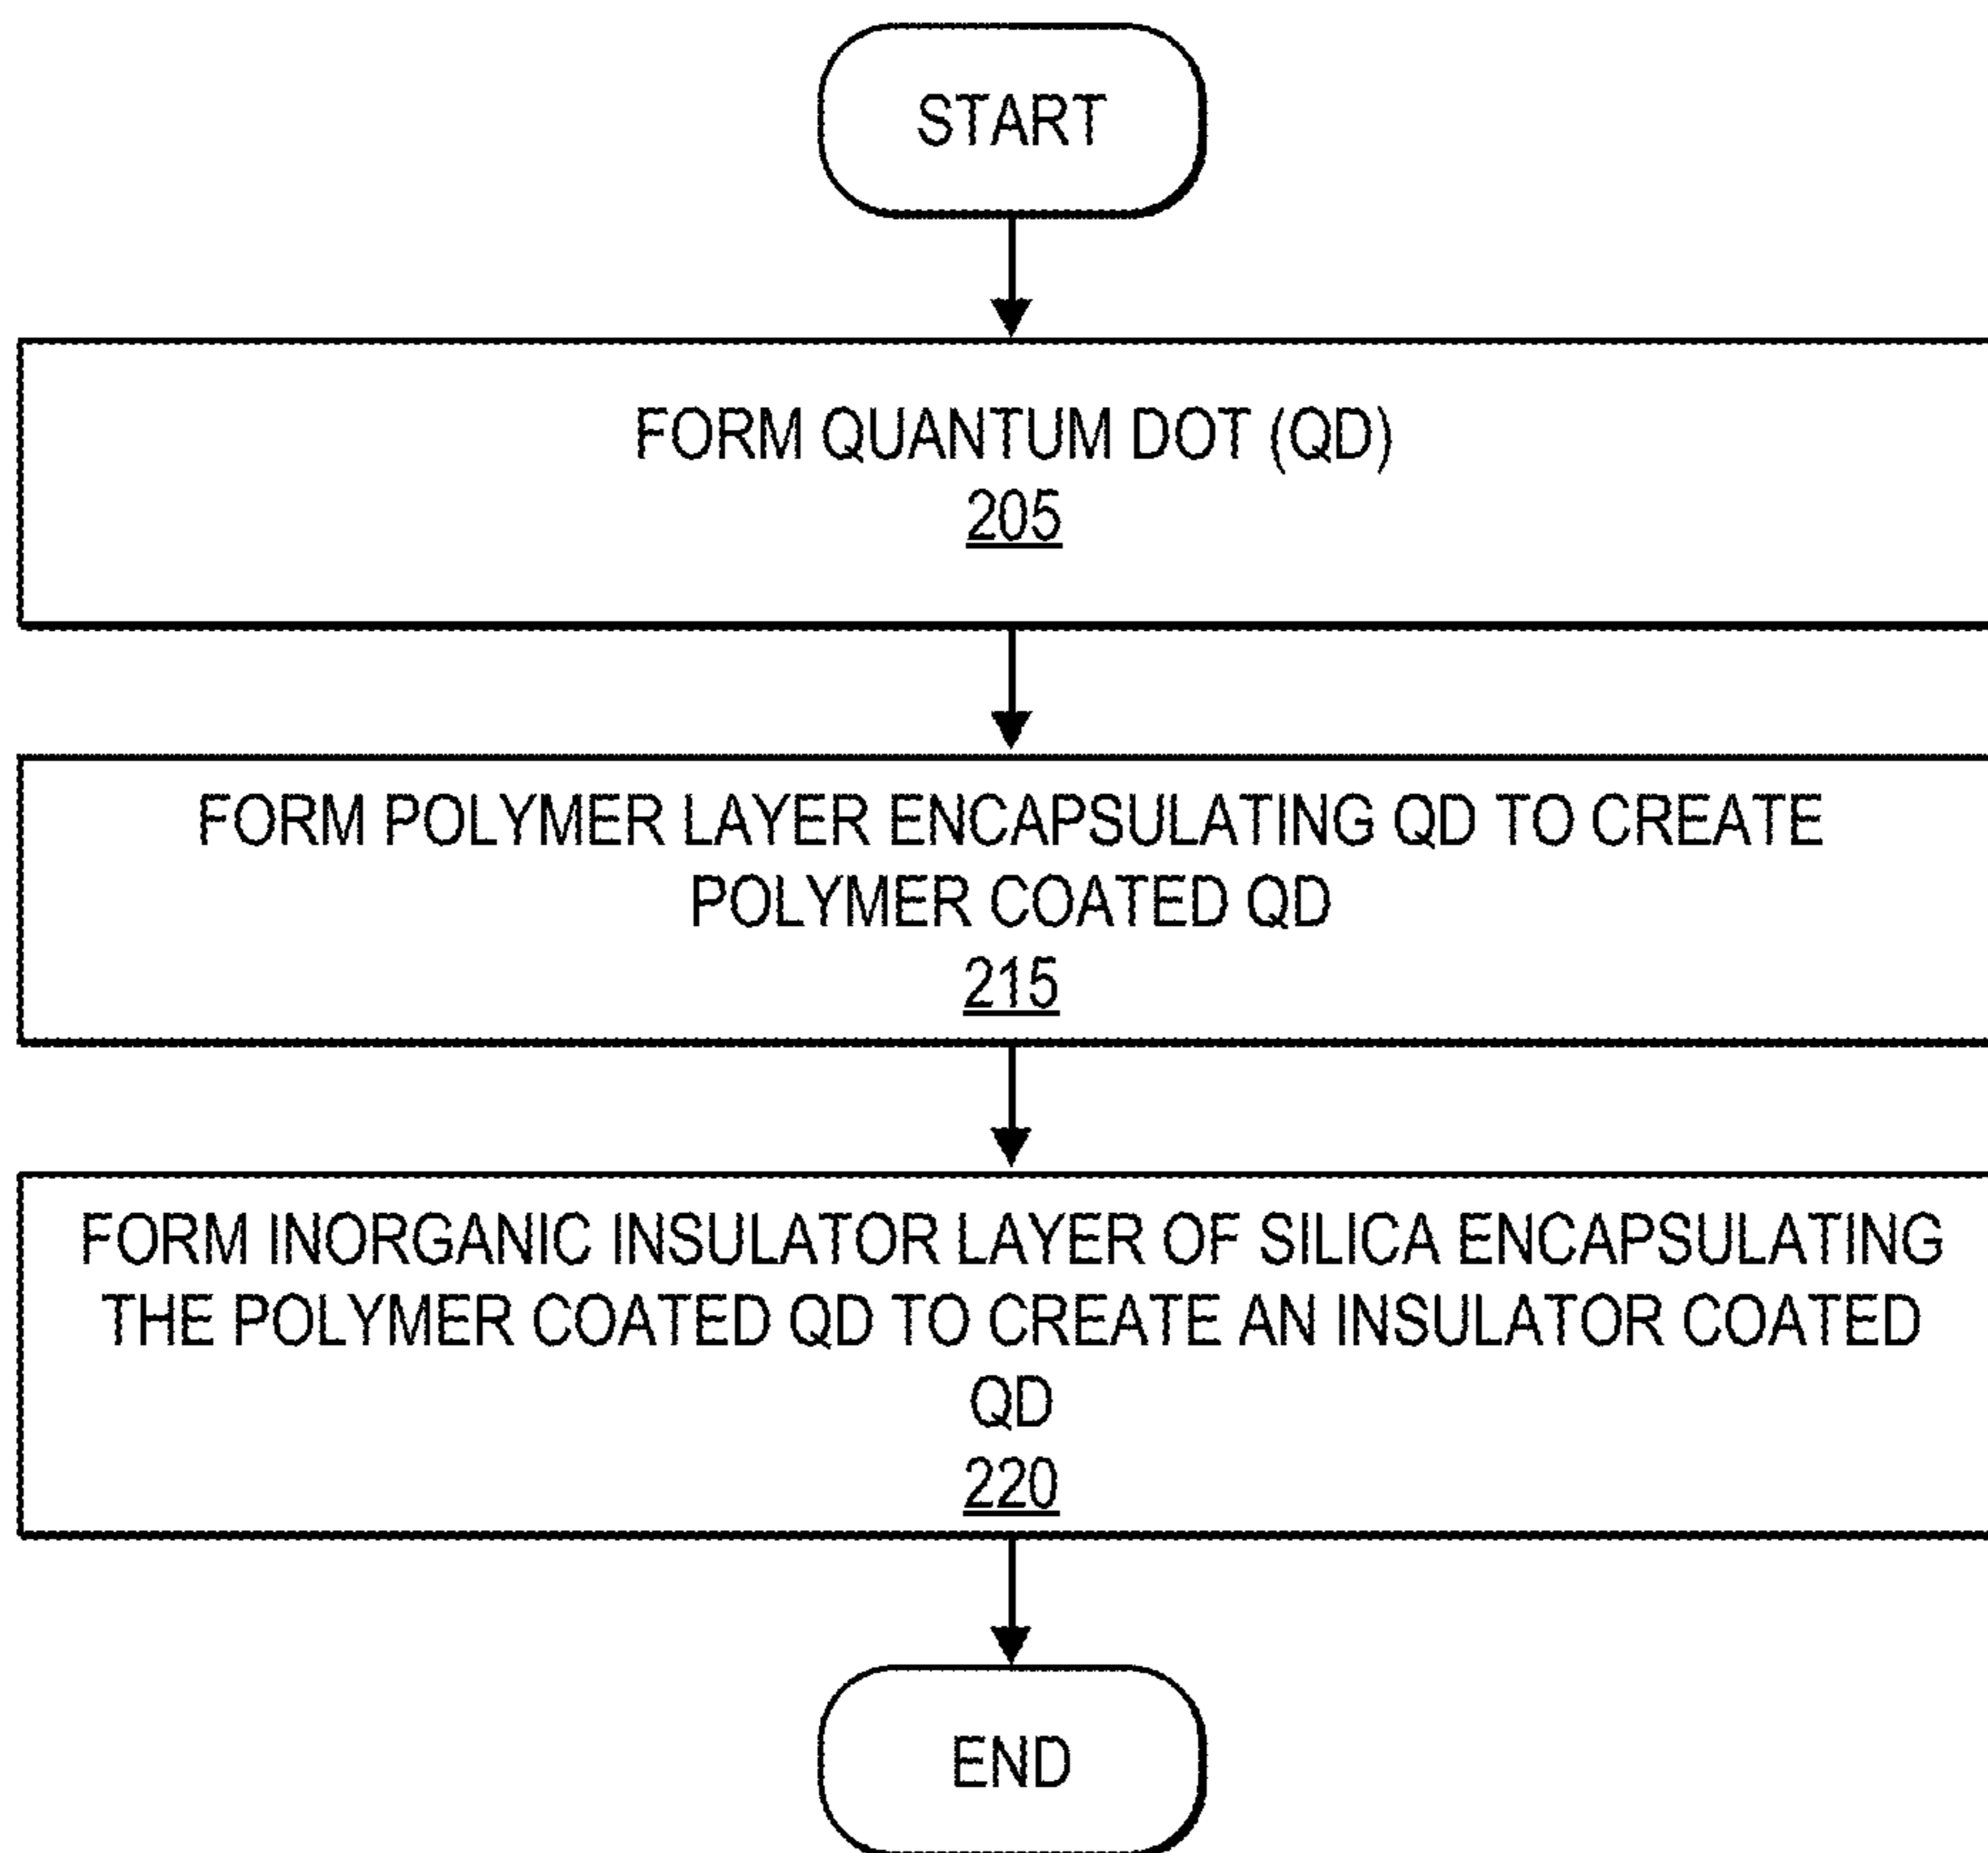 START
FORM QUANTUM DOT (QD)
205
FORM POLYMER LAYER ENCAPSULATING QD TO CREATE
POLYMER COATED QD
215
FORM INORGANIC INSULATOR LAYER OF SILICA ENCAPSULATING
THE POLYMER COATED QD TO CREATE AN INSULATOR COATED
QD
220
END